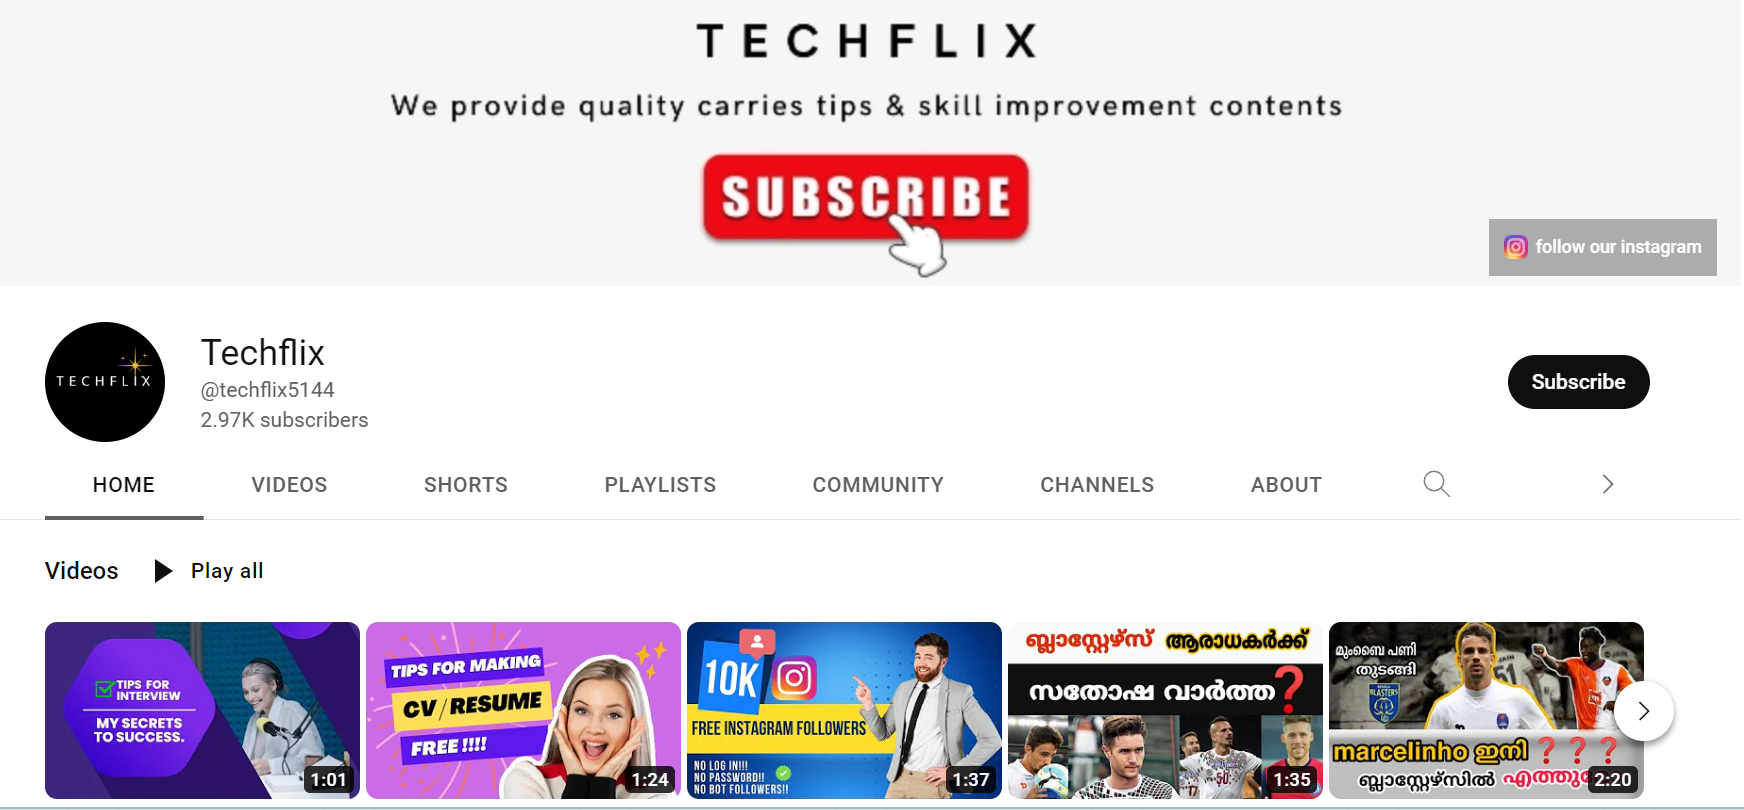 TECHFLIX
We provide quality carries tips & skill improvement contents
SUBSCRIBE
follow our instagram
TECHFLIX
Techflix
@techflix5144
2.97K subscribers
Subscribe
HOME
VIDEOS
SHORTS
PLAYLISTS
COMMUNITY
CHANNELS
ABOUT
Videos
Play all
TIPS FOR
INTERVIEW
MY SECRETS
TO SUCCESS.
1:01
TIPS FOR MAKING
CV/RESUME
FREE !!!!
1:24
10K
FREE INSTAGRAM FOLLOWERS
NO LOG IN!!!
NO PASSWORD!!
NO BOT FOLLOWERS!!
1:37
ബ്ലാസ്റ്റേഴ്സ് ആരാധകർക്ക്
സതോഷ വാർത്ത❓
1:35
മുംബൈ പണി
തുടങ്ങി
KERALA
BLASTERS
marcelinho ഇനി ❓❓❓
ബ്ലാസ്റ്റേഴ്സിൽ
2:20